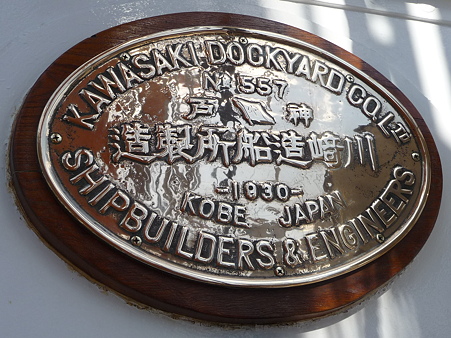 KAWASAKI DOCKYARD CO. LTD
No 557
戸神
造製所船造﨑川
-1930-
KOBE JAPAN
SHIPBUILDERS & ENGINEERS